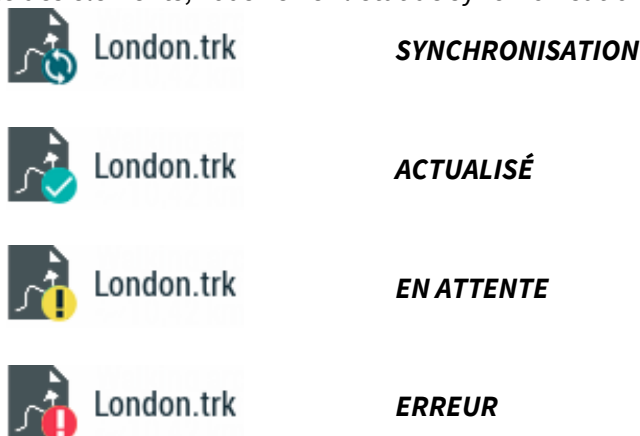 London.trk SYNCHRONISATION
London.trk ACTUALISÉ
London.trk EN ATTENTE
London.trk ERREUR